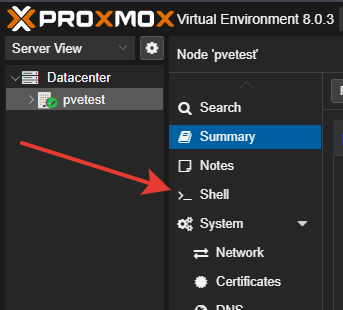 PROXMOX Virtual Environment 8.0.3
Server View
Node 'pvetest'
Datacenter
pvetest
Search
Summary
Notes
Shell
System
Network
Certificates
DNS